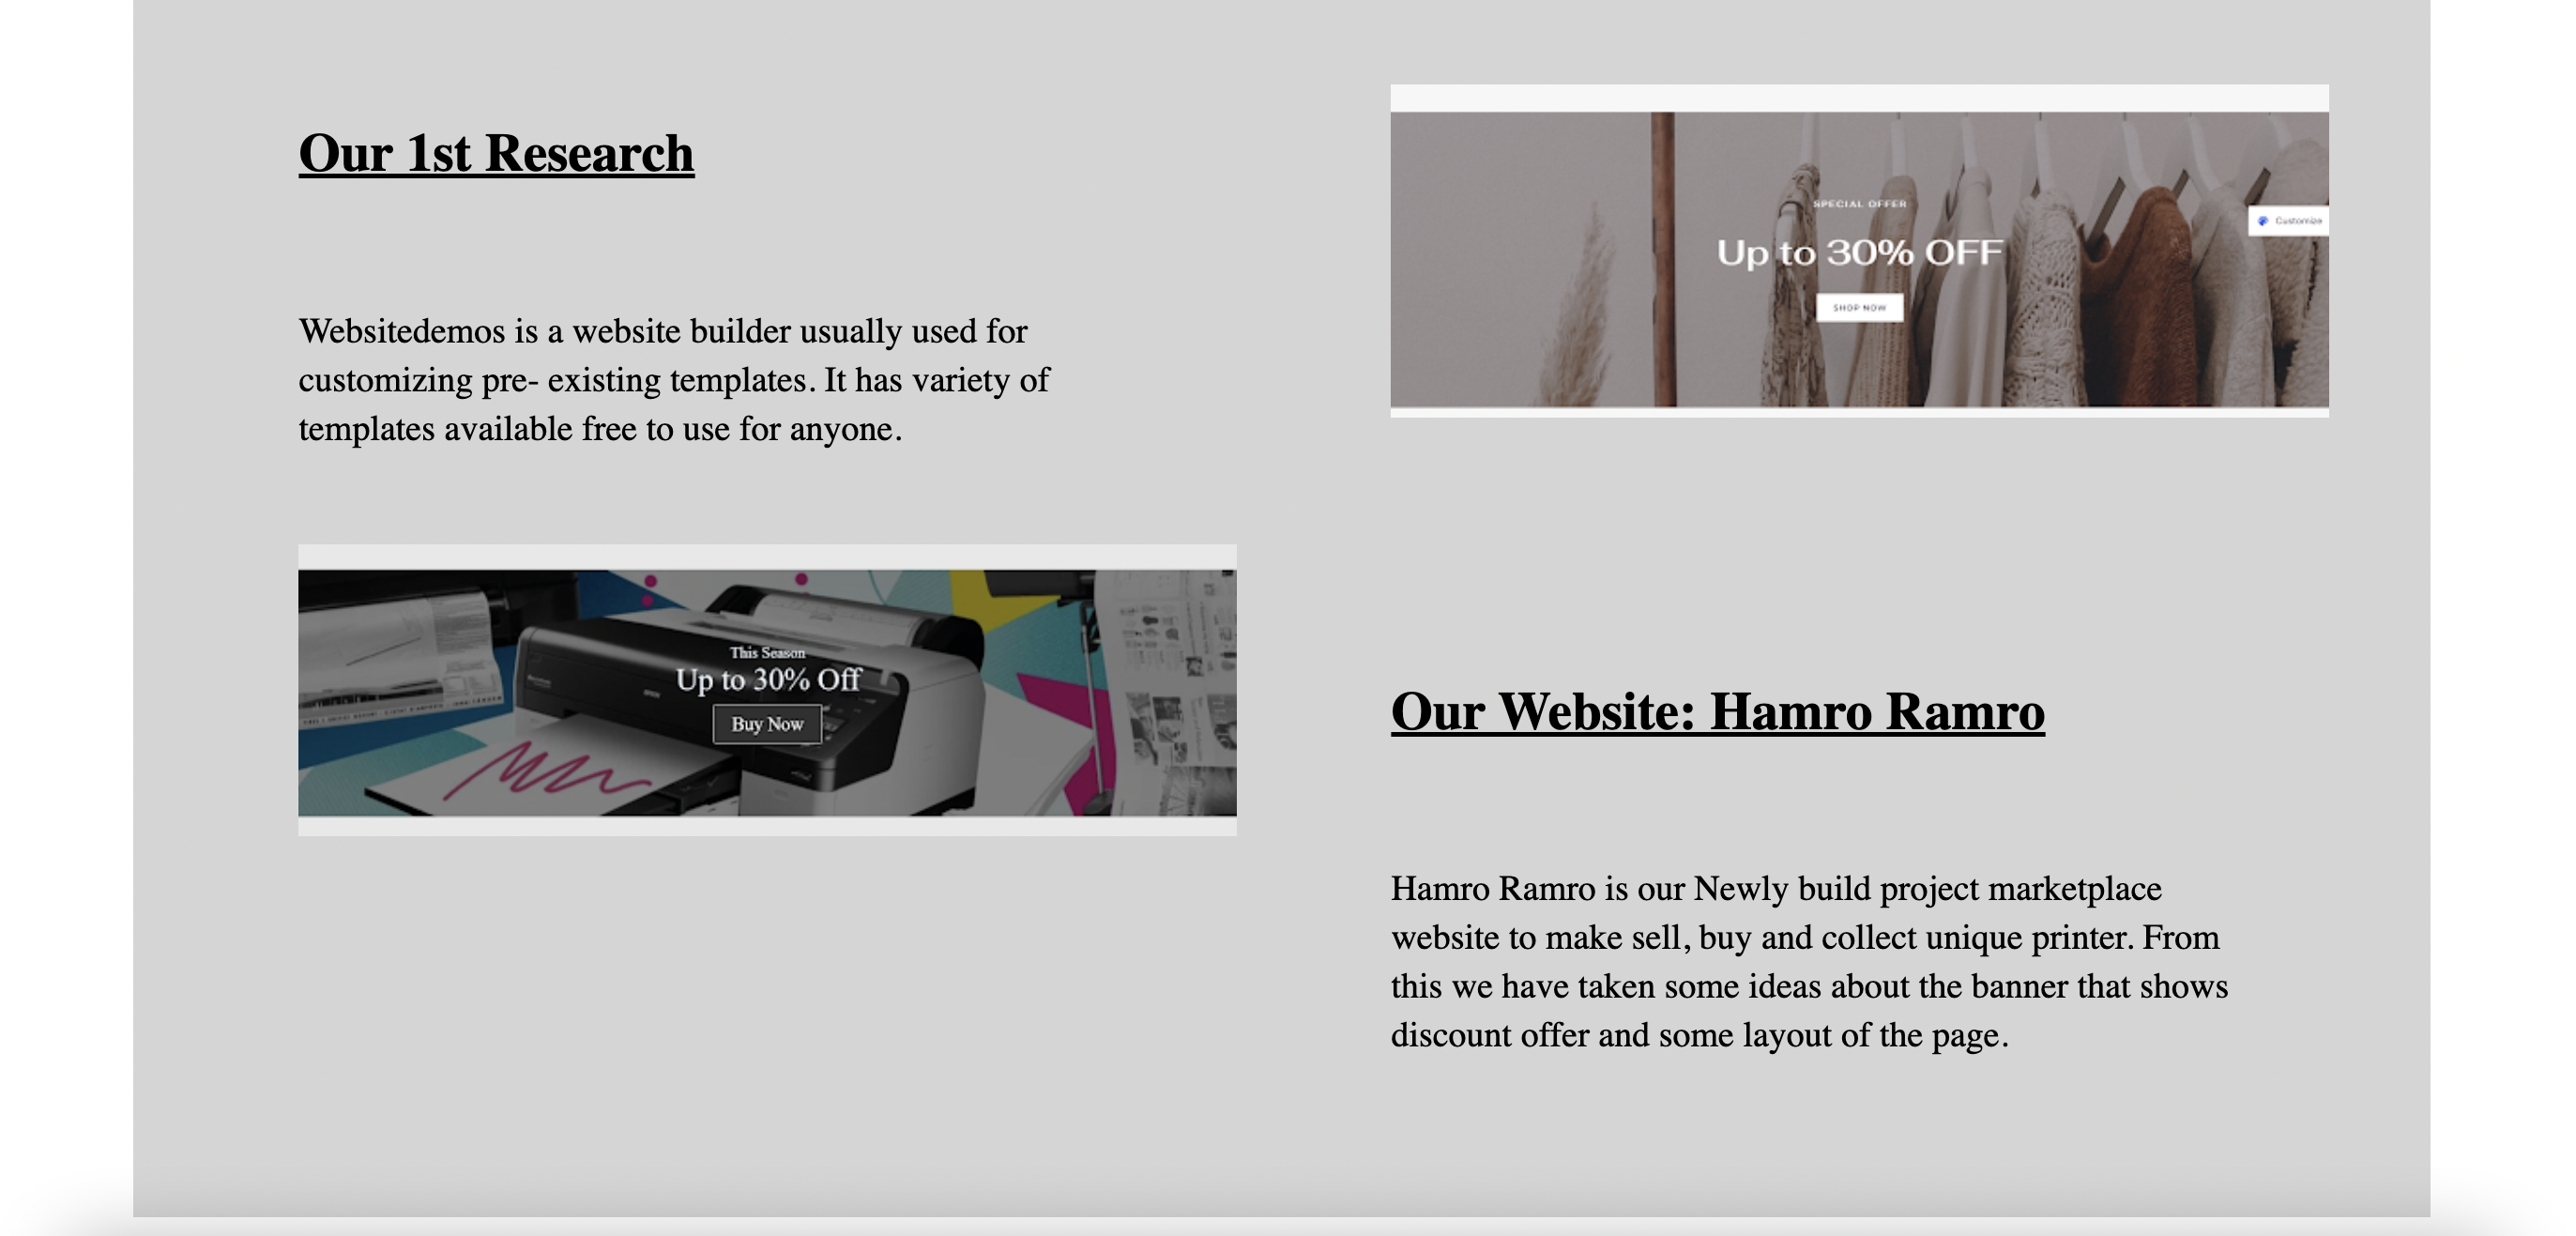 Our 1st Research
Websitedemos is a website builder usually used for
customizing pre- existing templates. It has variety of
templates available free to use for anyone.
SPECIAL OFFER
Up to 30% OFF
SHOP NOW
Customize
This Season
Up to 30% Off
Buy Now
Our Website: Hamro Ramro
Hamro Ramro is our Newly build project marketplace
website to make sell, buy and collect unique printer. From
this we have taken some ideas about the banner that shows
discount offer and some layout of the page.